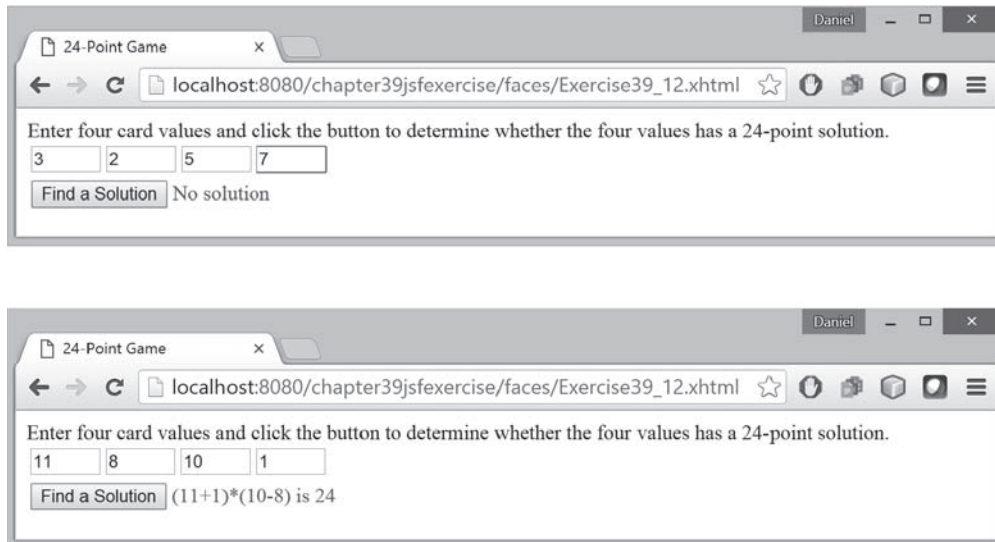 Daniel
24-Point Game
localhost:8080/chapter39jsfexercise/faces/Exercise39_12.xhtml
Enter four card values and click the button to determine whether the four values has a 24-point solution.
3 2 5 7
Find a Solution No solution
Daniel
24-Point Game
localhost:8080/chapter39jsfexercise/faces/Exercise39_12.xhtml
Enter four card values and click the button to determine whether the four values has a 24-point solution.
11 8 10 1
Find a Solution (11+1)*(10-8) is 24